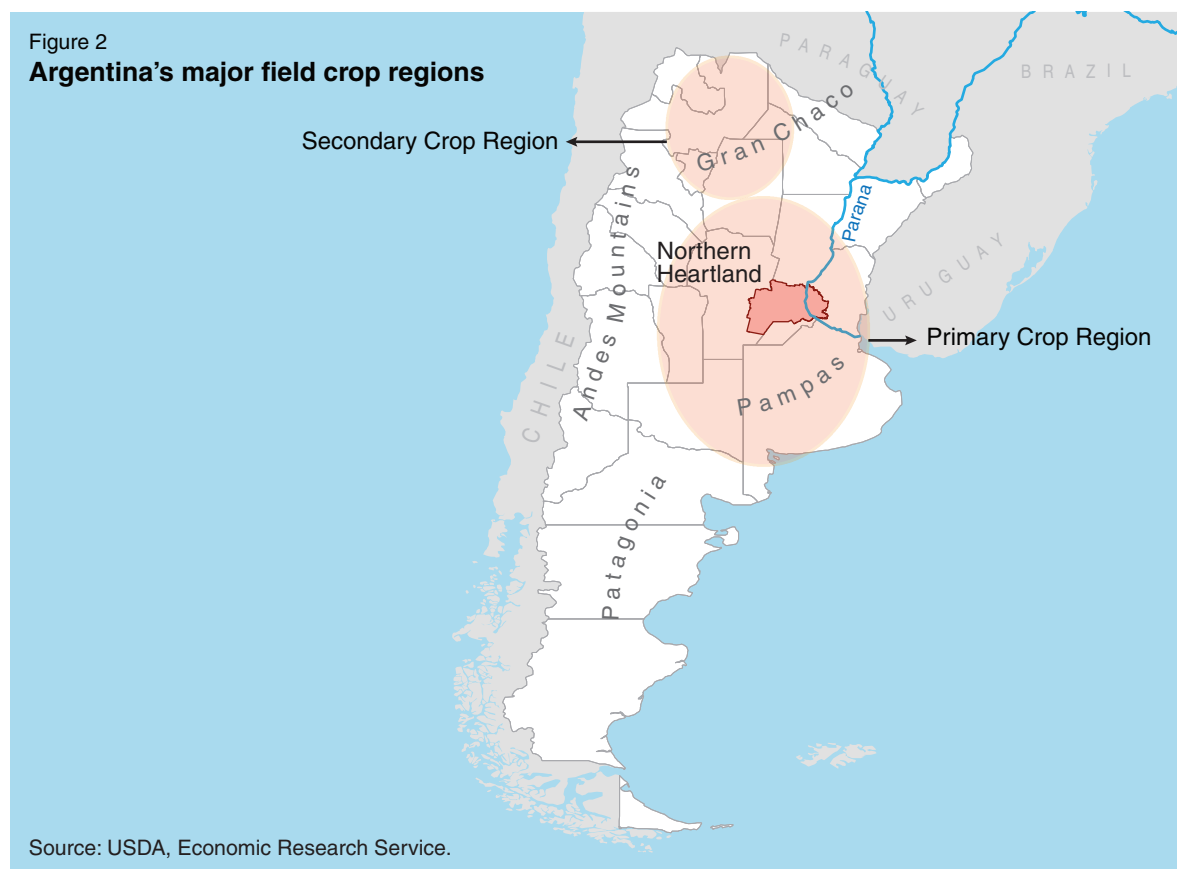 Figure 2
Argentina's major field crop regions
PARAGUAY
BRAZIL
Secondary Crop Region
Gran Chaco
Andes Mountains
Parana
Northern
Heartland
URUGUAY
Primary Crop Region
Pampas
CHILE
Patagonia
Source: USDA, Economic Research Service.